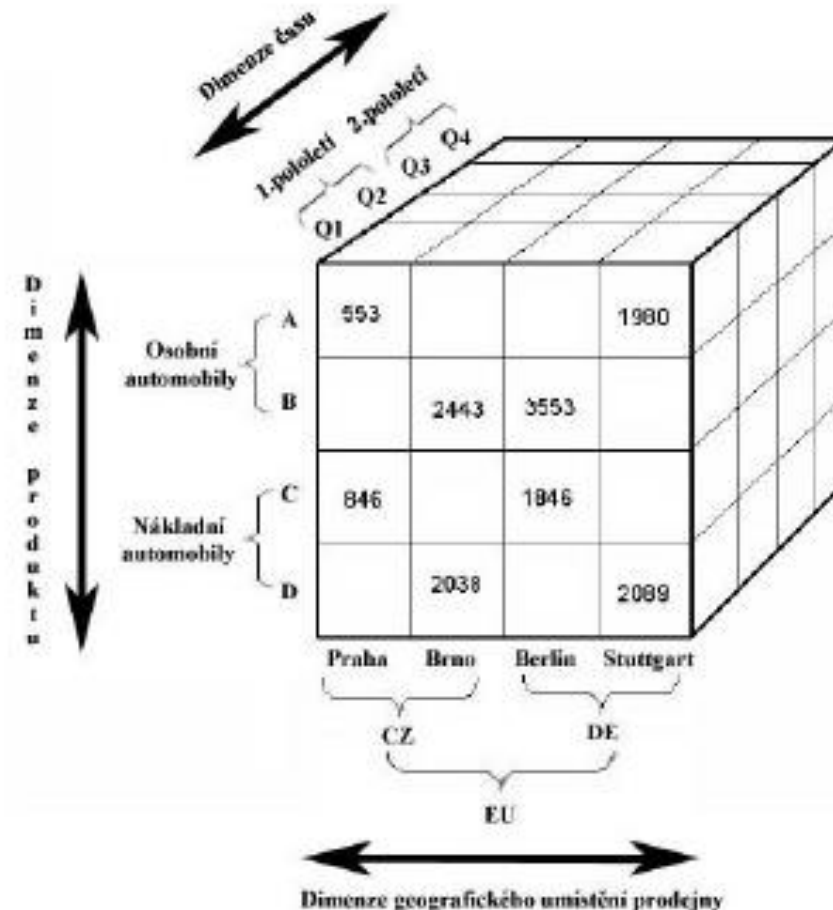 Dimenze času
1.pololetí 2.pololetí
Q1 Q2 Q3 Q4
Dimenze produktu
Osobní
automobily
A
553 1980
B
2443 3553
Nákladní
automobily
C
846 1846
D
2038 2089
Praha Brno Berlín Stuttgart
CZ DE
EU
Dimenze geografického umístění prodejny